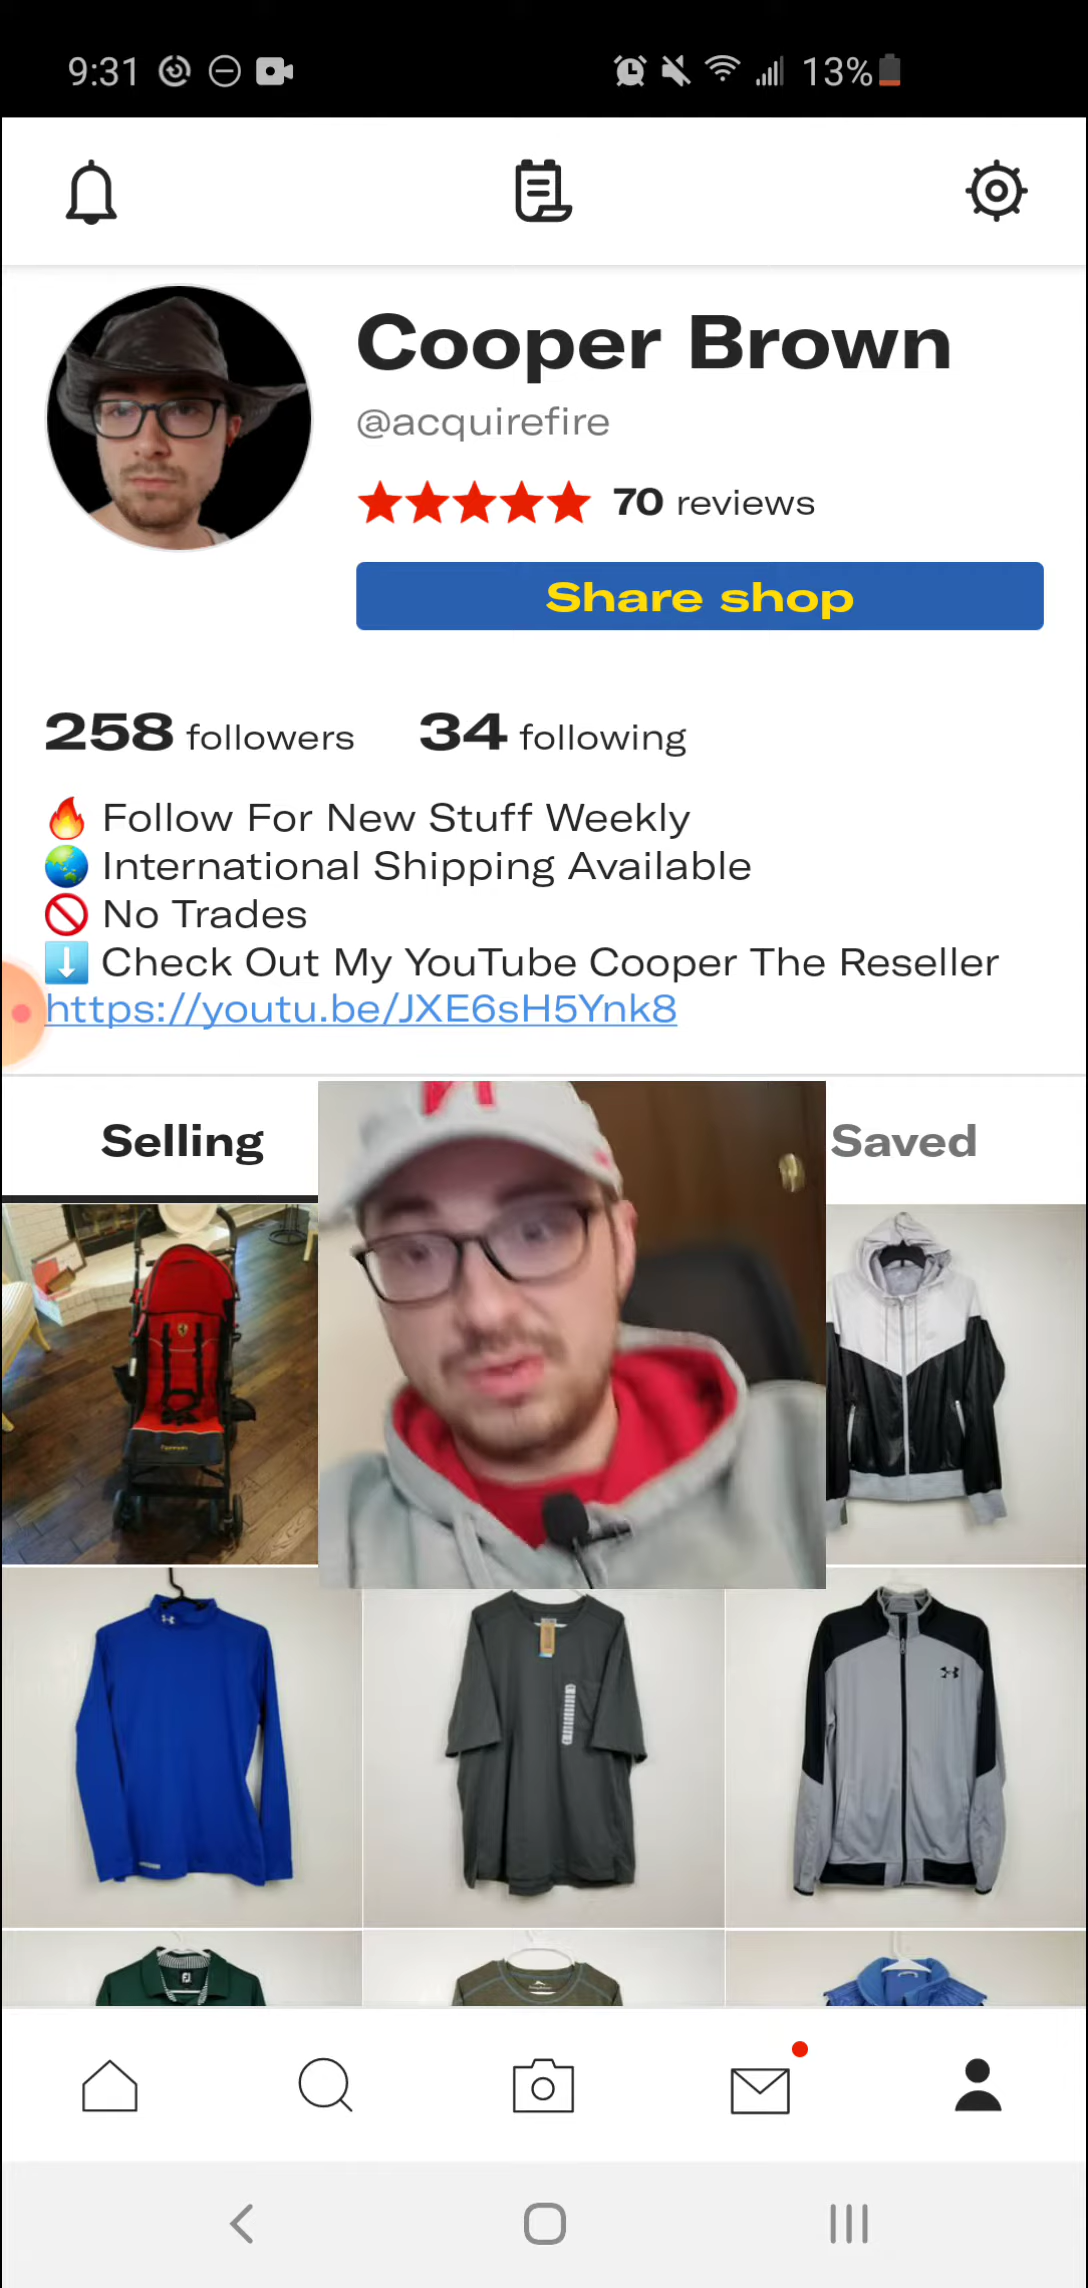 9:31
13%
Cooper Brown
@acquirefire
70 reviews
Share shop
258 followers 34 following
Follow For New Stuff Weekly
International Shipping Available
No Trades
Check Out My YouTube Cooper The Reseller
https://youtu.be/JXE6sH5Ynk8
Selling
Saved